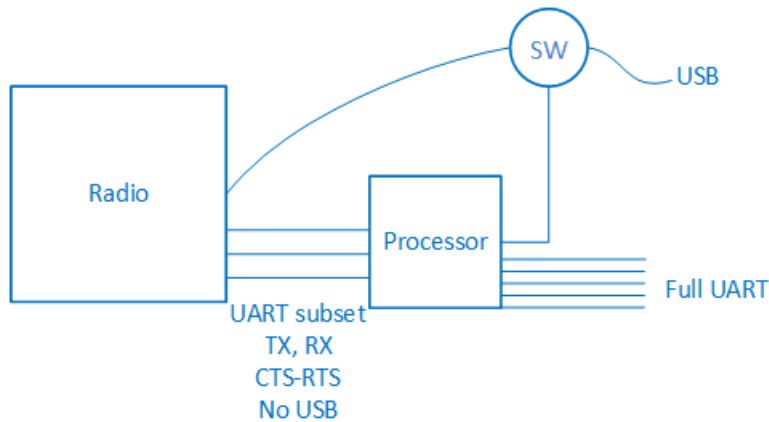 SW
USB
Radio
Processor
Full UART
UART subset
TX, RX
CTS-RTS
No USB